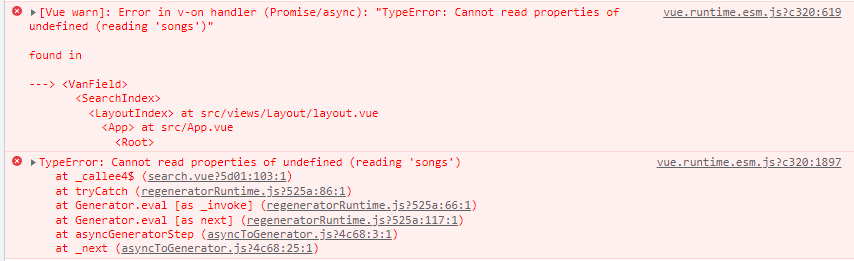 ▶[Vue warn]: Error in v-on handler (Promise/async): "TypeError: Cannot read properties of vue.runtime.esm.js?c320:619
undefined (reading 'songs')"
found in
---> <VanField>
<SearchIndex>
<LayoutIndex> at src/views/Layout/layout.vue
<App> at src/App.vue
<Root>
▶TypeError: Cannot read properties of undefined (reading 'songs') vue.runtime.esm.js?c320:1897
at _callee4$ (search.vue?5d01:103:1)
at tryCatch (regeneratorRuntime.js?525a:86:1)
at Generator.eval [as _invoke] (regeneratorRuntime.js?525a:66:1)
at Generator.eval [as next] (regeneratorRuntime.js?525a:117:1)
at asyncGeneratorStep (asyncToGenerator.js?4c68:3:1)
at _next (asyncToGenerator.js?4c68:25:1)